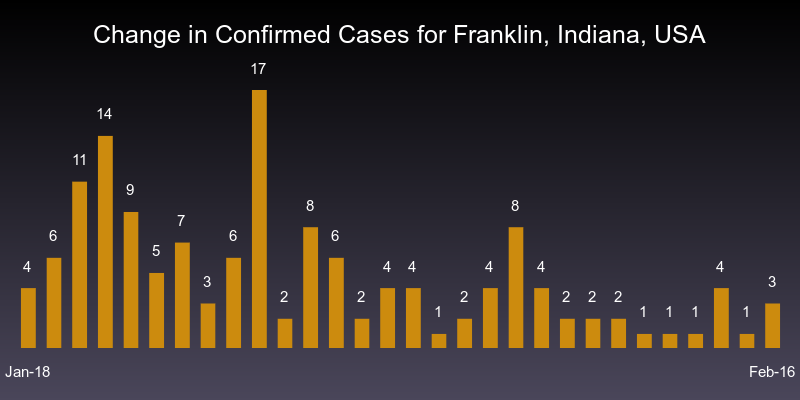 Change in Confirmed Cases for Franklin, Indiana, USA
4 6 11 14 9 5 7 3 6 17 2 8 6 2 4 4 1 2 4 8 4 2 2 2 1 1 1 4 1 3
Jan-18 Feb-16